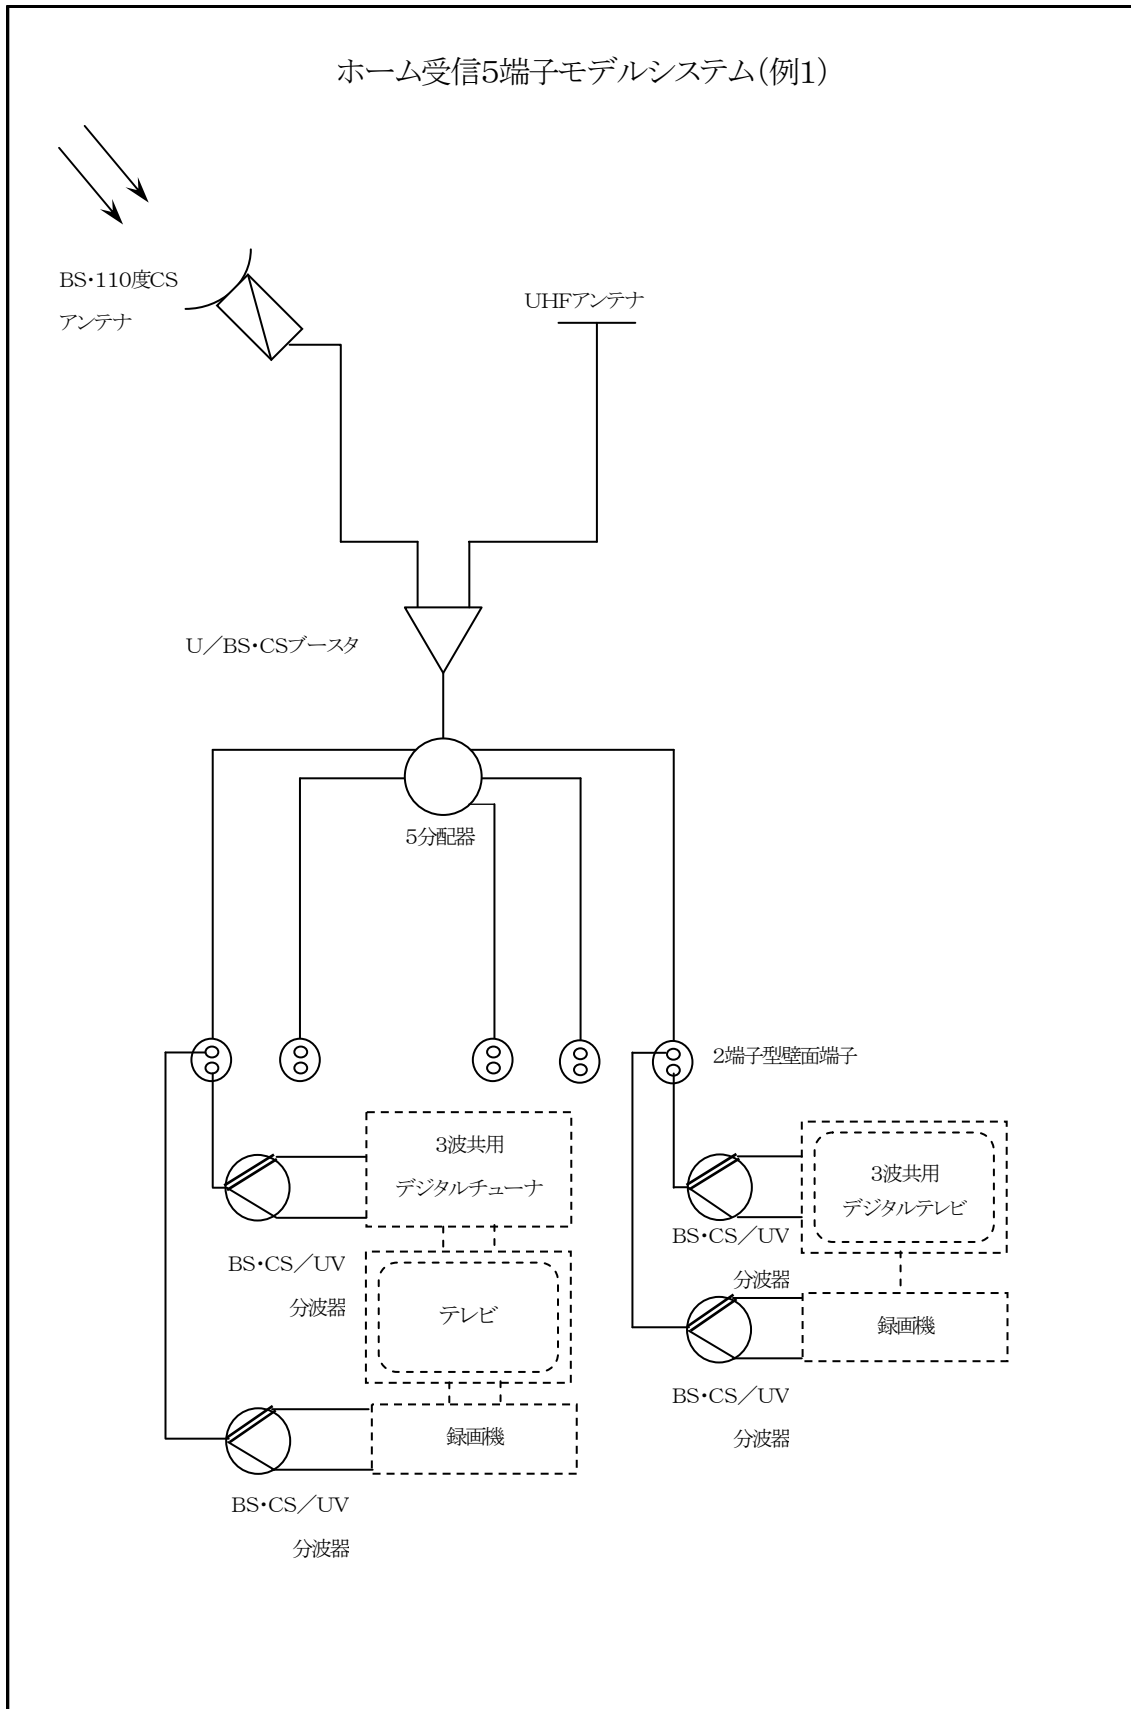 ホーム受信5端子モデルシステム(例1)
BS・110度CS
アンテナ
UHFアンテナ
U/BS・CSブースタ
5分配器
2端子型壁面端子
3波共用
デジタルチューナ
BS・CS/UV
分波器
テレビ
録画機
BS・CS/UV
分波器
3波共用
デジタルテレビ
BS・CS/UV
分波器
録画機
BS・CS/UV
分波器